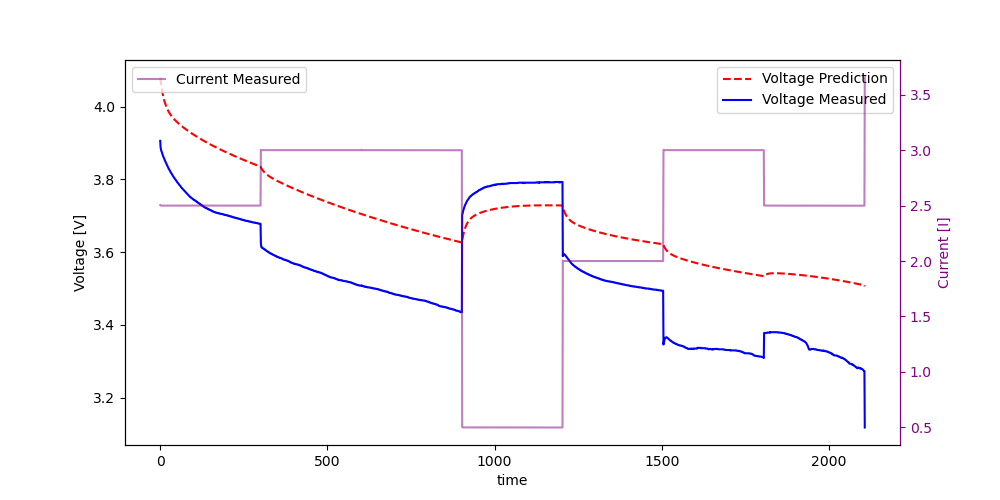 Current Measured
Voltage Prediction
Voltage Measured
4.0
3.8
3.6
3.4
3.2
Voltage [V]
3.5
3.0
2.5
2.0
1.5
1.0
0.5
Current [I]
0
500
1000
1500
2000
time